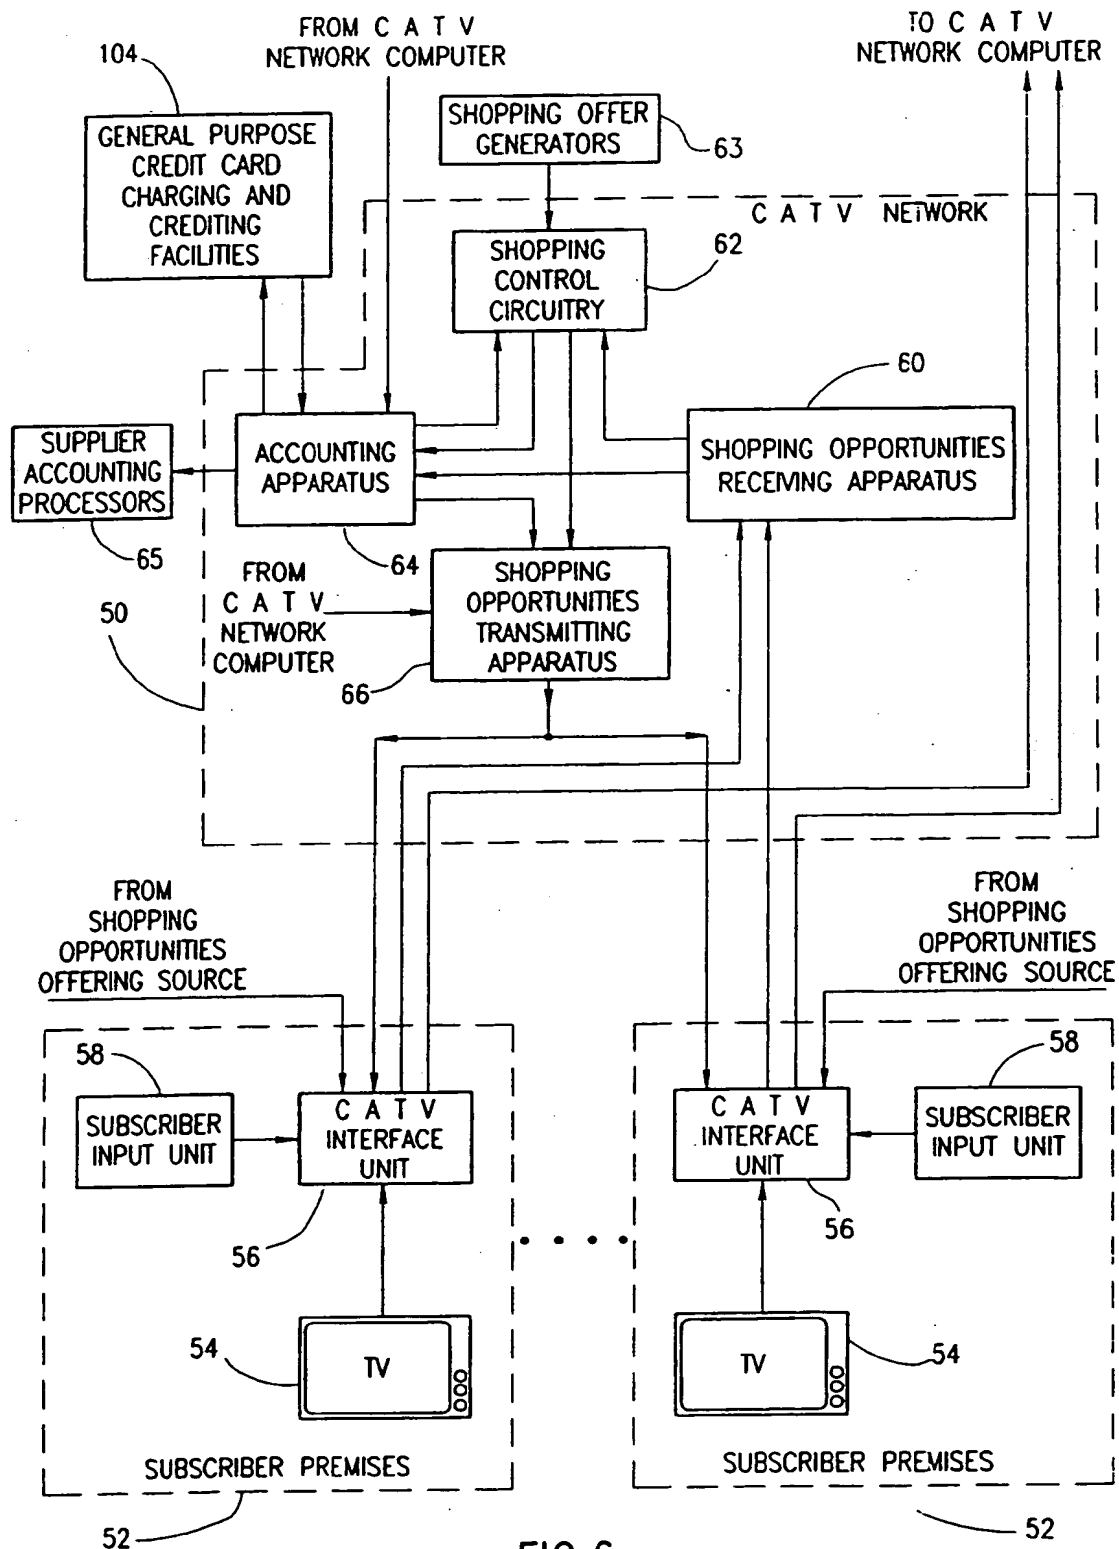 FROM C A T V
NETWORK COMPUTER
TO C A T V
NETWORK COMPUTER
104
GENERAL PURPOSE
CREDIT CARD
CHARGING AND
CREDITING
FACILITIES
SHOPPING OFFER
GENERATORS
63
C A T V NETWORK
SHOPPING
CONTROL
CIRCUITRY
62
60
SUPPLIER
ACCOUNTING
PROCESSORS
65
ACCOUNTING
APPARATUS
64
SHOPPING OPPORTUNITIES
RECEIVING APPARATUS
50
FROM
C A T V
NETWORK
COMPUTER
SHOPPING
OPPORTUNITIES
TRANSMITTING
APPARATUS
66
FROM
SHOPPING
OPPORTUNITIES
OFFERING SOURCE
FROM
SHOPPING
OPPORTUNITIES
OFFERING SOURCE
58
SUBSCRIBER
INPUT UNIT
C A T V
INTERFACE
UNIT
56
C A T V
INTERFACE
UNIT
56
58
SUBSCRIBER
INPUT UNIT
54
TV
TV
54
SUBSCRIBER PREMISES
SUBSCRIBER PREMISES
52
52
FIG.6